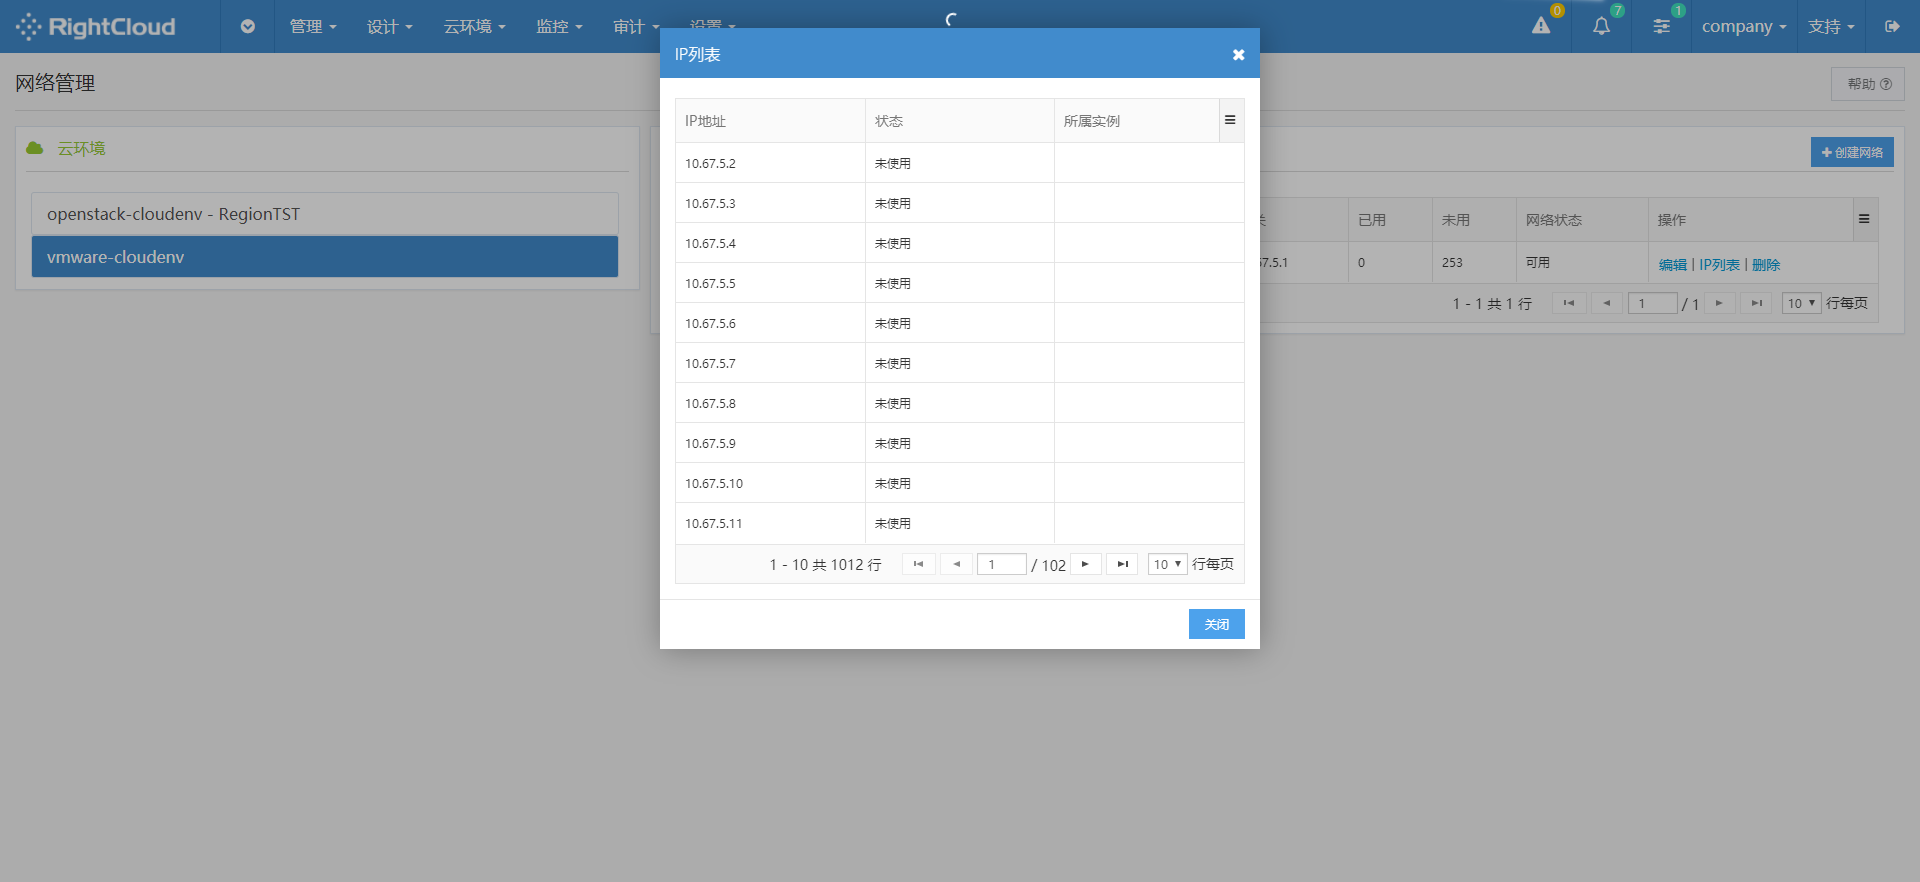 RightCloud 管理 设计 云环境 监控 审计 设置 0 7 1 company 支持
网络管理
帮助
云环境
openstack-cloudenv - RegionTST
vmware-cloudenv
IP列表
IP地址 状态 所属实例
10.67.5.2 未使用
10.67.5.3 未使用
10.67.5.4 未使用
10.67.5.5 未使用
10.67.5.6 未使用
10.67.5.7 未使用
10.67.5.8 未使用
10.67.5.9 未使用
10.67.5.10 未使用
10.67.5.11 未使用
1 - 10 共 1012 行 1 / 102 10 行每页
关闭
创建网络
已用 未用 网络状态 操作
7.5.1 0 253 可用 编辑 | IP列表 | 删除
1 - 1 共 1 行 1 / 1 10 行每页